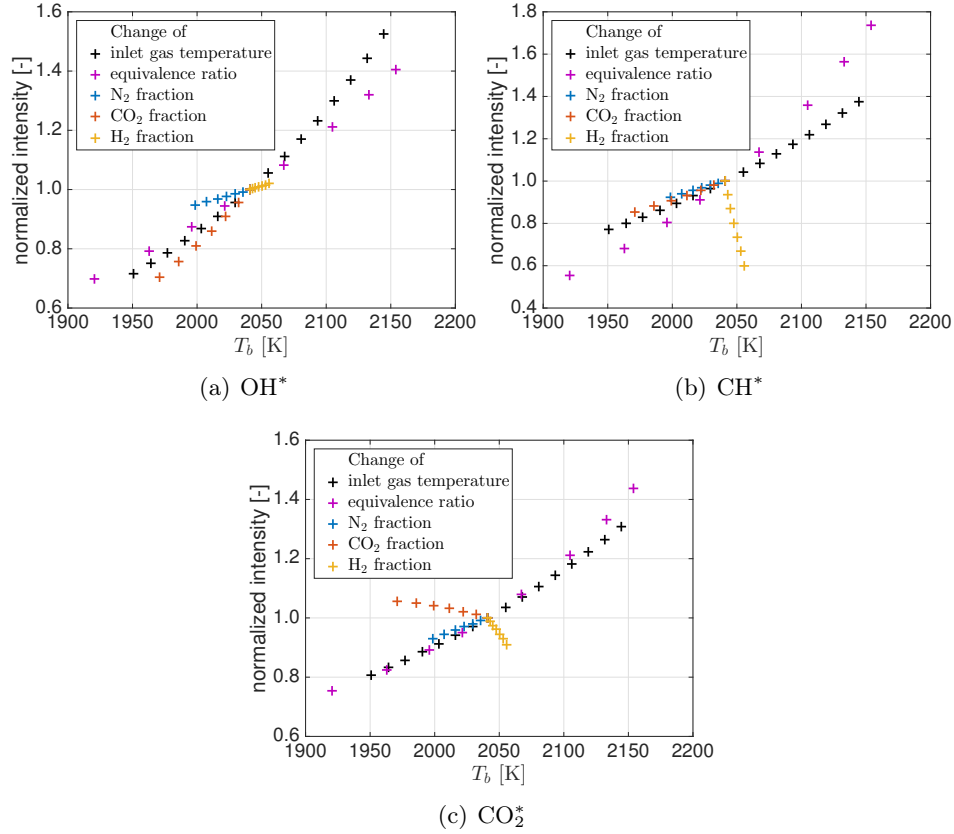 1.6
1.4
1.2
1.0
0.8
0.6
normalized intensity [-]
Change of
inlet gas temperature
equivalence ratio
N₂ fraction
CO₂ fraction
H₂ fraction
1900 1950 2000 2050 2100 2150 2200
T_b [K]
(a) OH*
1.8
1.6
1.4
1.2
1.0
0.8
0.6
0.4
normalized intensity [-]
Change of
inlet gas temperature
equivalence ratio
N₂ fraction
CO₂ fraction
H₂ fraction
1900 1950 2000 2050 2100 2150 2200
T_b [K]
(b) CH*
1.6
1.4
1.2
1.0
0.8
0.6
normalized intensity [-]
Change of
inlet gas temperature
equivalence ratio
N₂ fraction
CO₂ fraction
H₂ fraction
1900 1950 2000 2050 2100 2150 2200
T_b [K]
(c) CO₂*